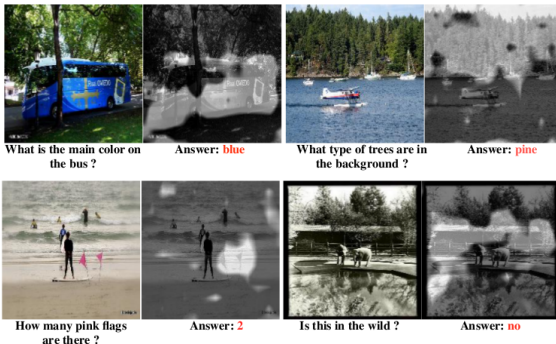 What is the main color on
the bus ?
Answer: blue
What type of trees are in
the background ?
Answer: pine
How many pink flags
are there ?
Answer: 2
Is this in the wild ?
Answer: no